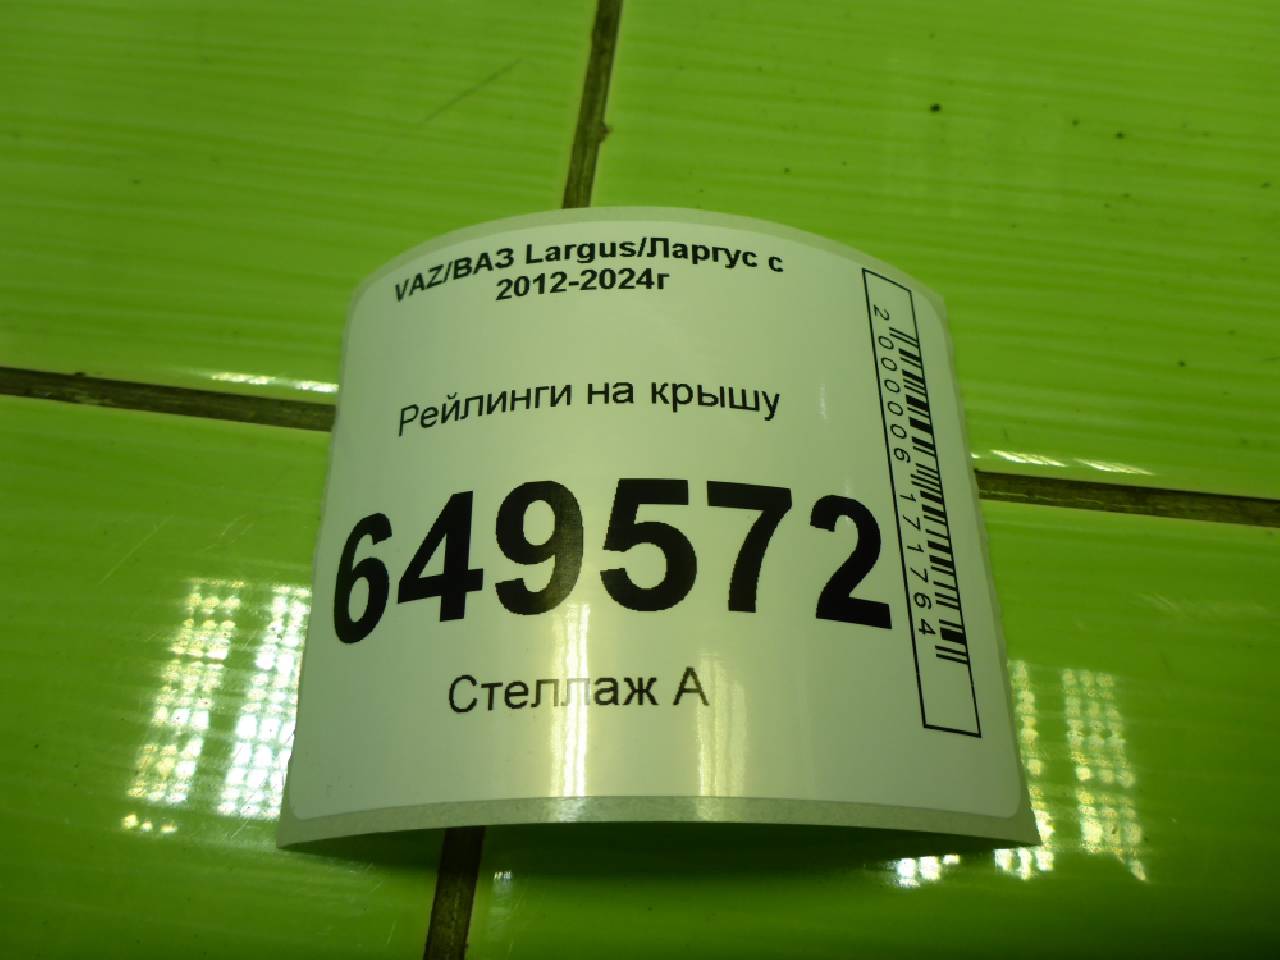 VAZ/ВАЗ Largus/Ларгус с
2012-2024г
Рейлинги на крышу
649572
Стеллаж А
2000006171764